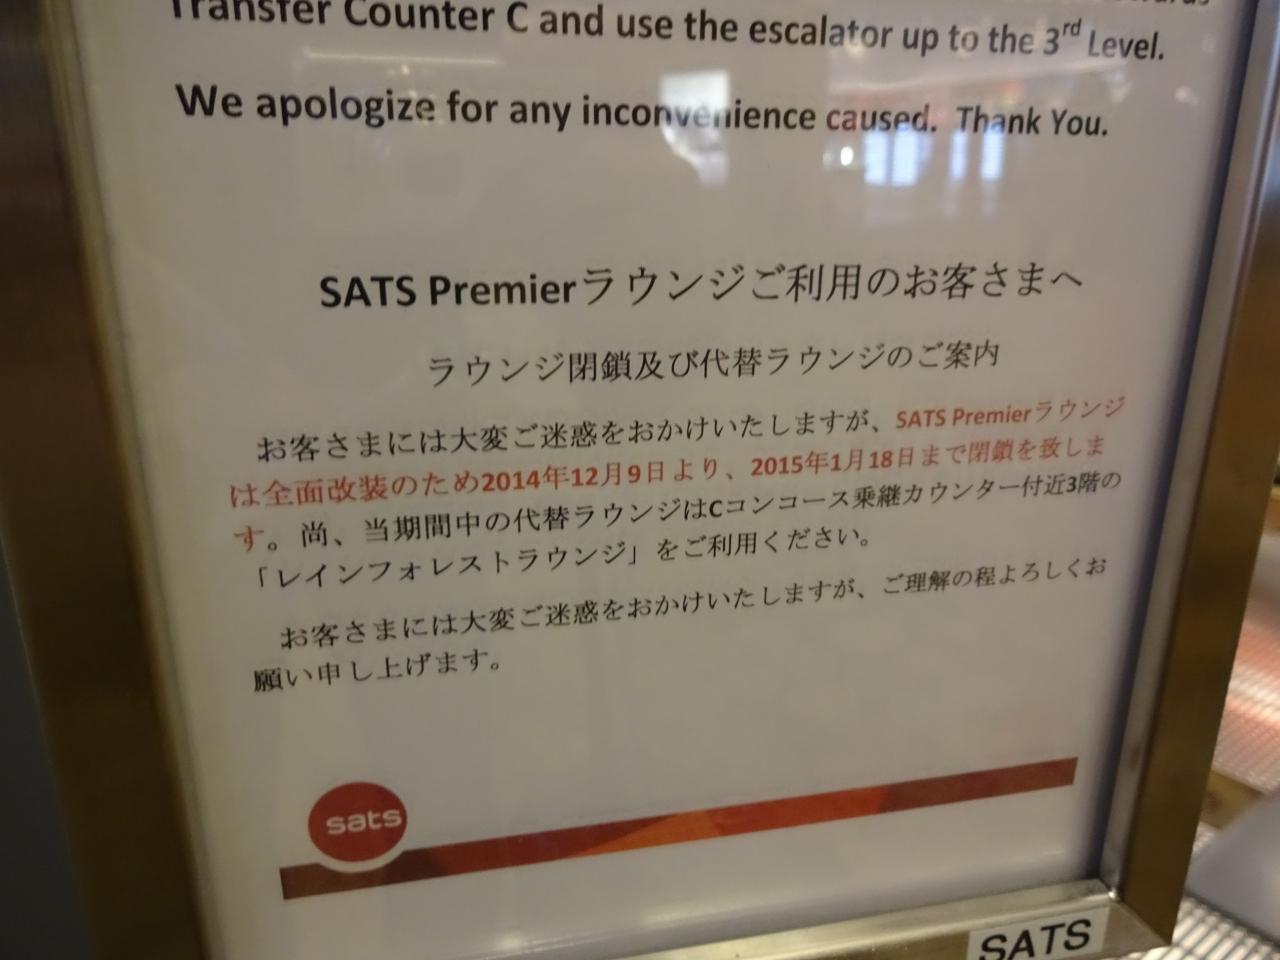 Transfer Counter C and use the escalator up to the 3rd Level.
We apologize for any inconvenience caused. Thank You.
SATS Premierラウンジご利用のお客さまへ
ラウンジ閉鎖及び代替ラウンジのご案内
お客さまには大変ご迷惑をおかけいたしますが、SATS Premierラウンジ
は全面改装のため2014年12月9日より、2015年1月18日まで閉鎖を致しま
す。尚、当期間中の代替ラウンジはCコンコース乗継カウンター付近3階の
「レインフォレストラウンジ」をご利用ください。
お客さまには大変ご迷惑をおかけいたしますが、ご理解の程よろしくお
願い申し上げます。
sats
SATS